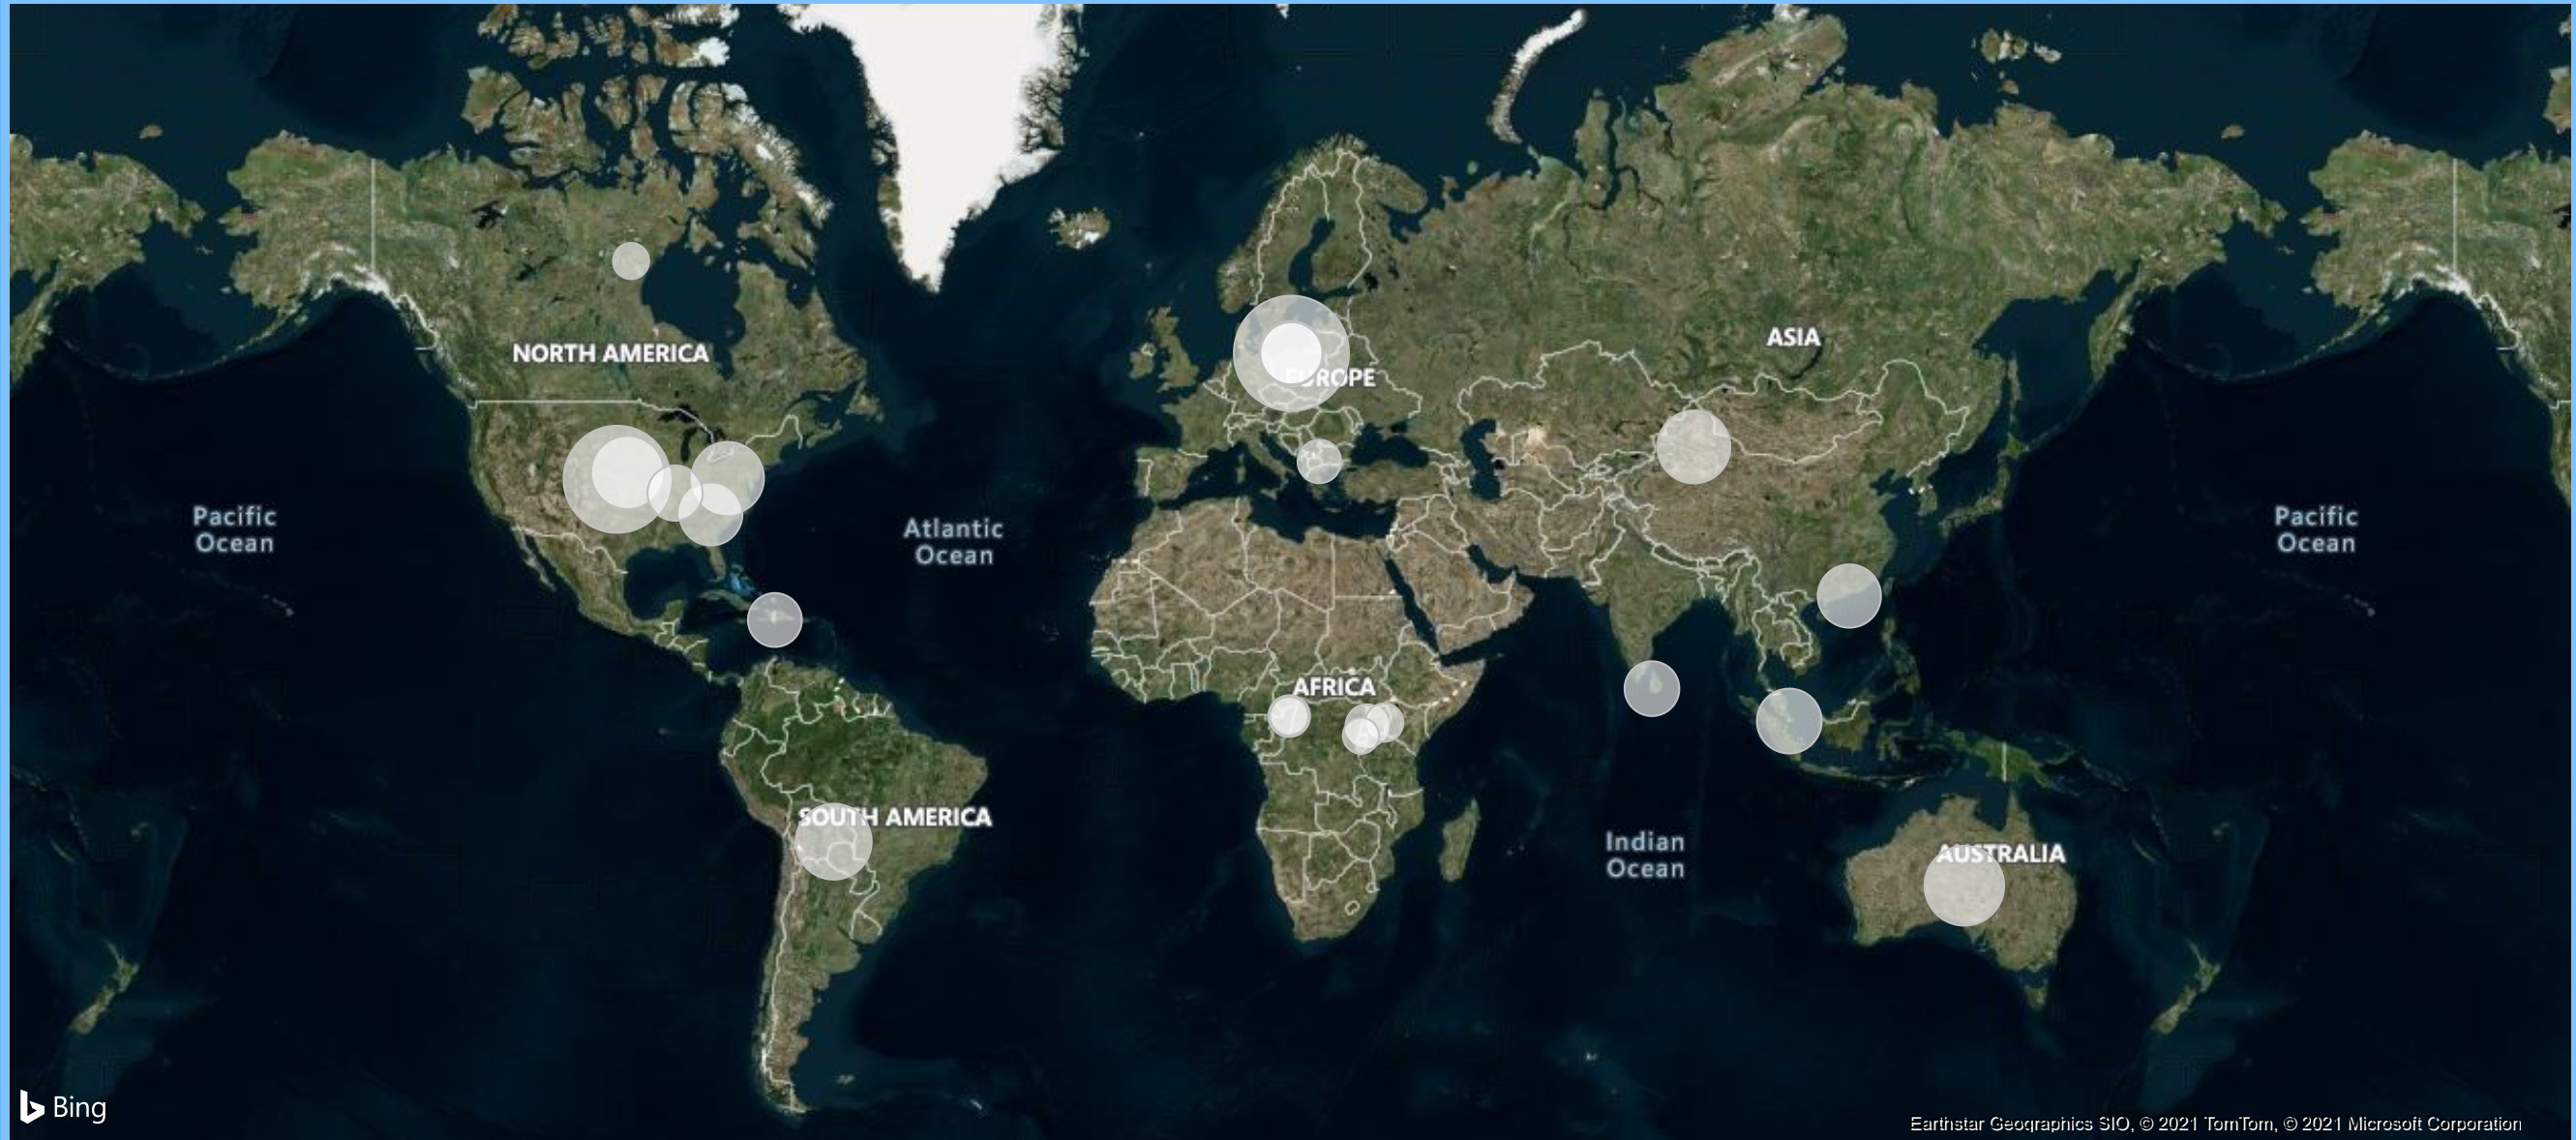 ASIA
NORTH AMERICA
EUROPE
Pacific
Ocean
Atlantic
Ocean
Pacific
Ocean
AFRICA
SOUTH AMERICA
Indian
Ocean
AUSTRALIA
Bing
Earthstar Geographics SIO, © 2021 TomTom, © 2021 Microsoft Corporation